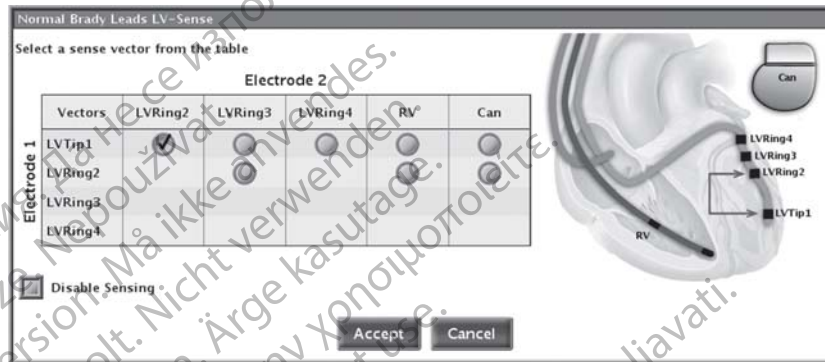 Normal Brady Leads LV-Sense
Select a sense vector from the table
Electrode 2
Electrode 1
Vectors LVRing2 LVRing3 LVRing4 RV Can
LVTip1
LVRing2
LVRing3
LVRing4
Disable Sensing
Accept Cancel
Can
LVRing4
LVRing3
LVRing2
LVTip1
RV